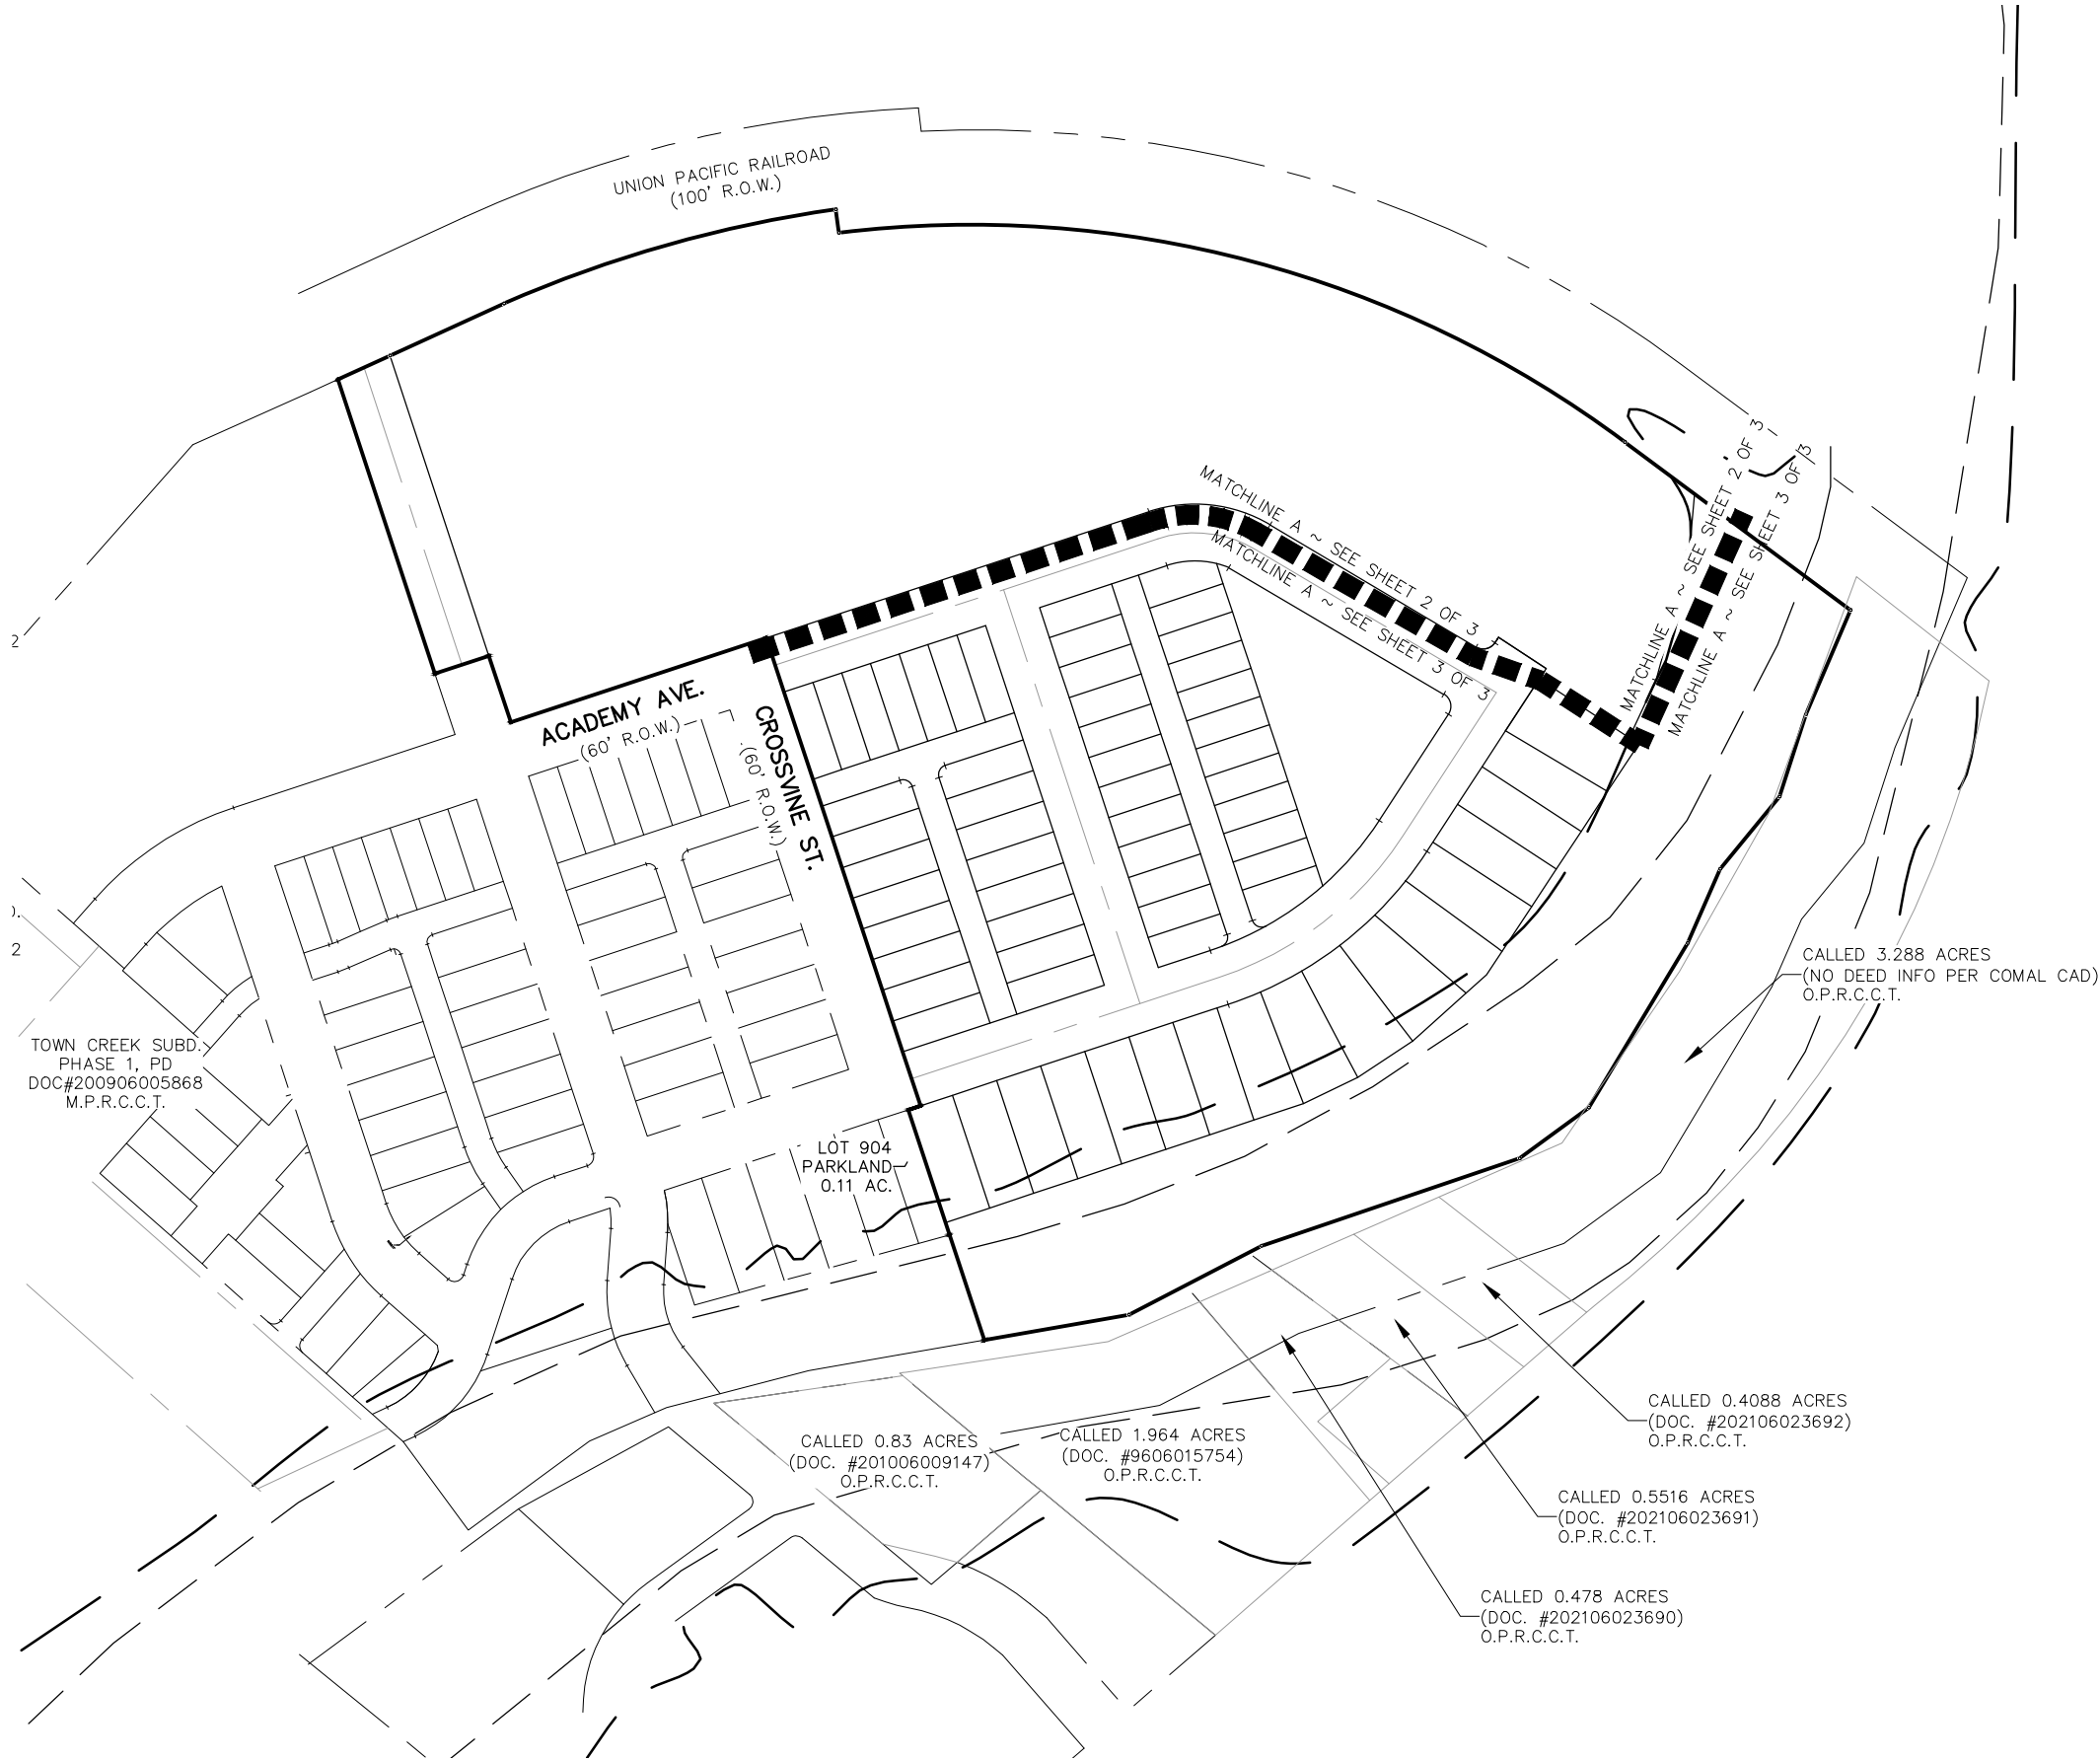 UNION PACIFIC RAILROAD
(100' R.O.W.)
MATCHLINE A ~ SEE SHEET 2 OF 3
MATCHLINE A ~ SEE SHEET 3 OF 3
MATCHLINE A ~ SEE SHEET 2 OF 3
MATCHLINE A ~ SEE SHEET 3 OF 3
2
ACADEMY AVE.
(60' R.O.W.)
CROSSVINE ST.
(60' R.O.W.)
).
2
CALLED 3.288 ACRES
(NO DEED INFO PER COMAL CAD)
O.P.R.C.C.T.
TOWN CREEK SUBD.
PHASE 1, PD
DOC#200906005868
M.P.R.C.C.T.
LOT 904
PARKLAND
0.11 AC.
CALLED 0.83 ACRES
(DOC. #201006009147)
O.P.R.C.C.T.
CALLED 1.964 ACRES
(DOC. #9606015754)
O.P.R.C.C.T.
CALLED 0.4088 ACRES
(DOC. #202106023692)
O.P.R.C.C.T.
CALLED 0.5516 ACRES
(DOC. #202106023691)
O.P.R.C.C.T.
CALLED 0.478 ACRES
(DOC. #202106023690)
O.P.R.C.C.T.